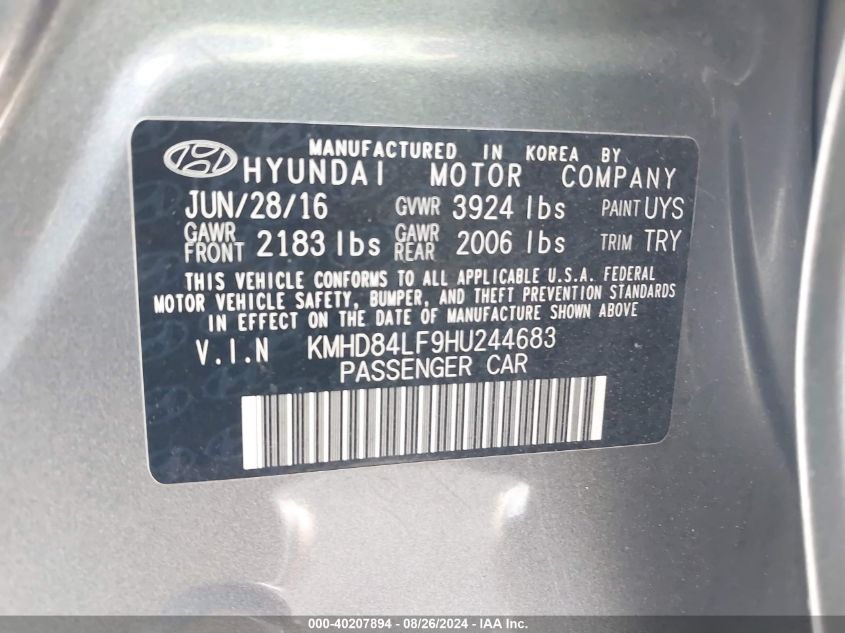 MANUFACTURED IN KOREA BY
HYUNDAI MOTOR COMPANY
JUN/28/16 GVWR 3924 lbs PAINT UYS
GAWR FRONT 2183 lbs GAWR REAR 2006 lbs TRIM TRY
THIS VEHICLE CONFORMS TO ALL APPLICABLE U.S.A. FEDERAL
MOTOR VEHICLE SAFETY, BUMPER, AND THEFT PREVENTION STANDARDS
IN EFFECT ON THE DATE OF MANUFACTURE SHOWN ABOVE
V.I.N KMHD84LF9HU244683
PASSENGER CAR
000-40207894 - 08/26/2024 - IAA Inc.